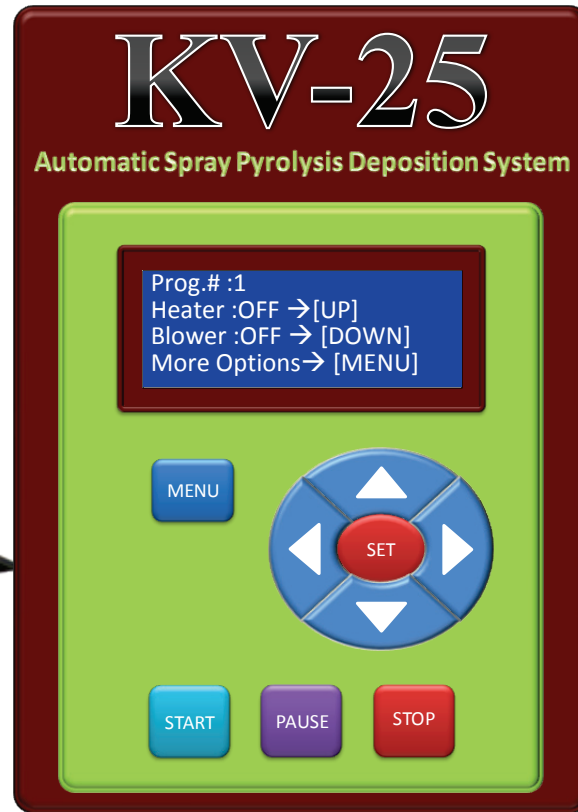 KV-25
Automatic Spray Pyrolysis Deposition System
Prog.# :1
Heater :OFF →[UP]
Blower :OFF → [DOWN]
More Options→ [MENU]
MENU
SET
START
PAUSE
STOP